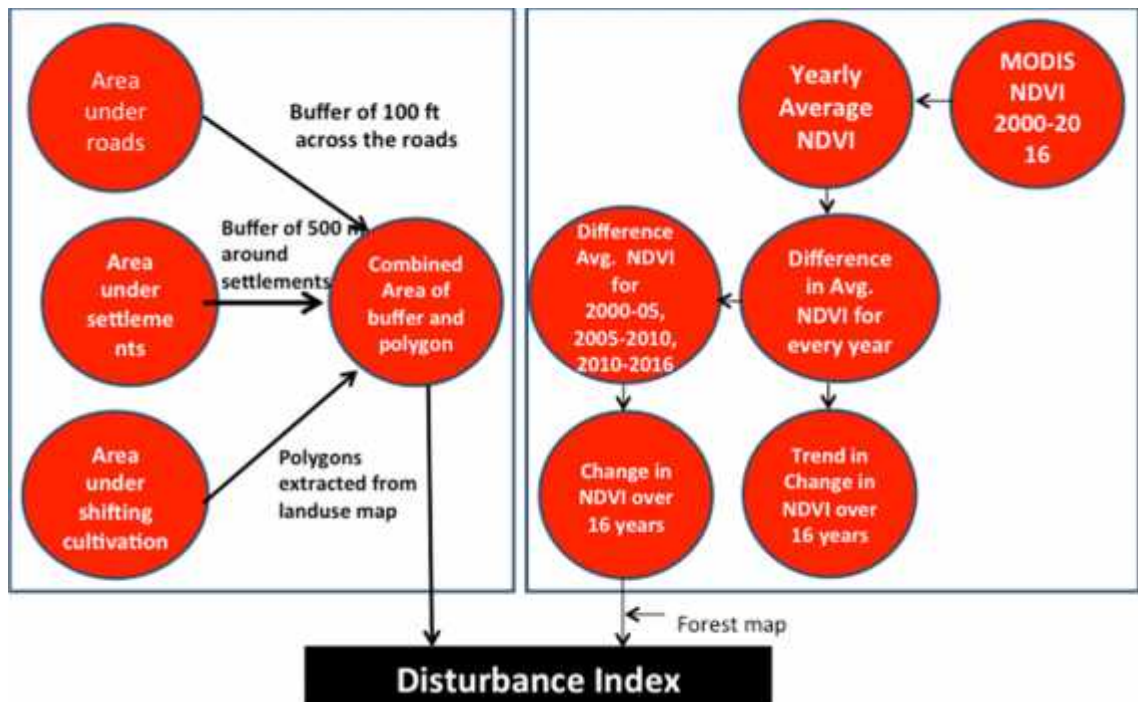 Area
under
roads
Buffer of 100 ft
across the roads
Area
under
settleme
nts
Buffer of 500
around
settlements
Combined
Area of
buffer and
polygon
Area
under
shifting
cultivation
Polygons
extracted from
landuse map
Yearly
Average
NDVI
MODIS
NDVI
2000-20
16
Difference
Avg. NDVI
for
2000-05,
2005-2010,
2010-2016
Difference
in Avg.
NDVI for
every year
Change in
NDVI over
16 years
Trend in
Change in
NDVI over
16 years
Forest map
Disturbance Index